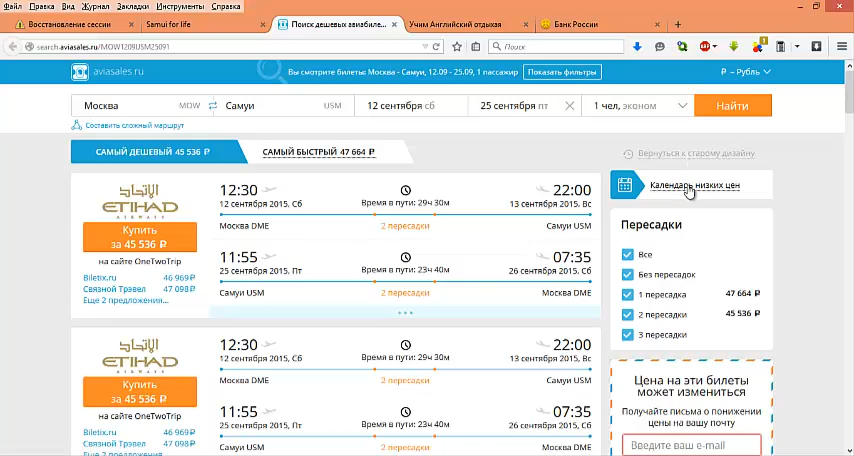 Файл Правка Вид Журнал Закладки Инструменты Справка
Восстановление сессии
Samui for life
Поиск дешевых авиабиле...
Учим Английский отдыхая
Банк России
search.aviasales.ru/MOW1209USM25091
Поиск
aviasales.ru
Вы смотрите билеты: Москва - Самуи, 12.09 - 25.09, 1 пассажир
Показать фильтры
₽ – Рубль
Москва MOW
Самуи USM
12 сентября сб
25 сентября пт
1 чел, эконом
Найти
Составить сложный маршрут
САМЫЙ ДЕШЕВЫЙ 45 536 ₽
САМЫЙ БЫСТРЫЙ 47 664 ₽
Вернуться к старому дизайну
الإتحاد
ETIHAD
AIRWAYS
Купить
за 45 536 ₽
на сайте OneTwoTrip
Biletix.ru 46 969 ₽
Связной Трэвел 47 098 ₽
Еще 2 предложения...
12:30 22:00
12 сентября 2015, Сб Время в пути: 29ч 30м 13 сентября 2015, Вс
Москва DME 2 пересадки Самуи USM
11:55 07:35
25 сентября 2015, Пт Время в пути: 23ч 40м 26 сентября 2015, Сб
Самуи USM 2 пересадки Москва DME
الإتحاد
ETIHAD
AIRWAYS
Купить
за 45 536 ₽
на сайте OneTwoTrip
Biletix.ru 46 969 ₽
Связной Трэвел 47 098 ₽
Еще 2 предложения...
12:30 22:00
12 сентября 2015, Сб Время в пути: 29ч 30м 13 сентября 2015, Вс
Москва DME 2 пересадки Самуи USM
11:55 07:35
25 сентября 2015, Пт Время в пути: 23ч 40м 26 сентября 2015, Сб
Самуи USM 2 пересадки Москва DME
Календарь низких цен
Пересадки
Все
Без пересадок
1 пересадка 47 664 ₽
2 пересадки 45 536 ₽
3 пересадки
Цена на эти билеты
может измениться
Получайте письма о понижении
цены на вашу почту
Введите ваш e-mail